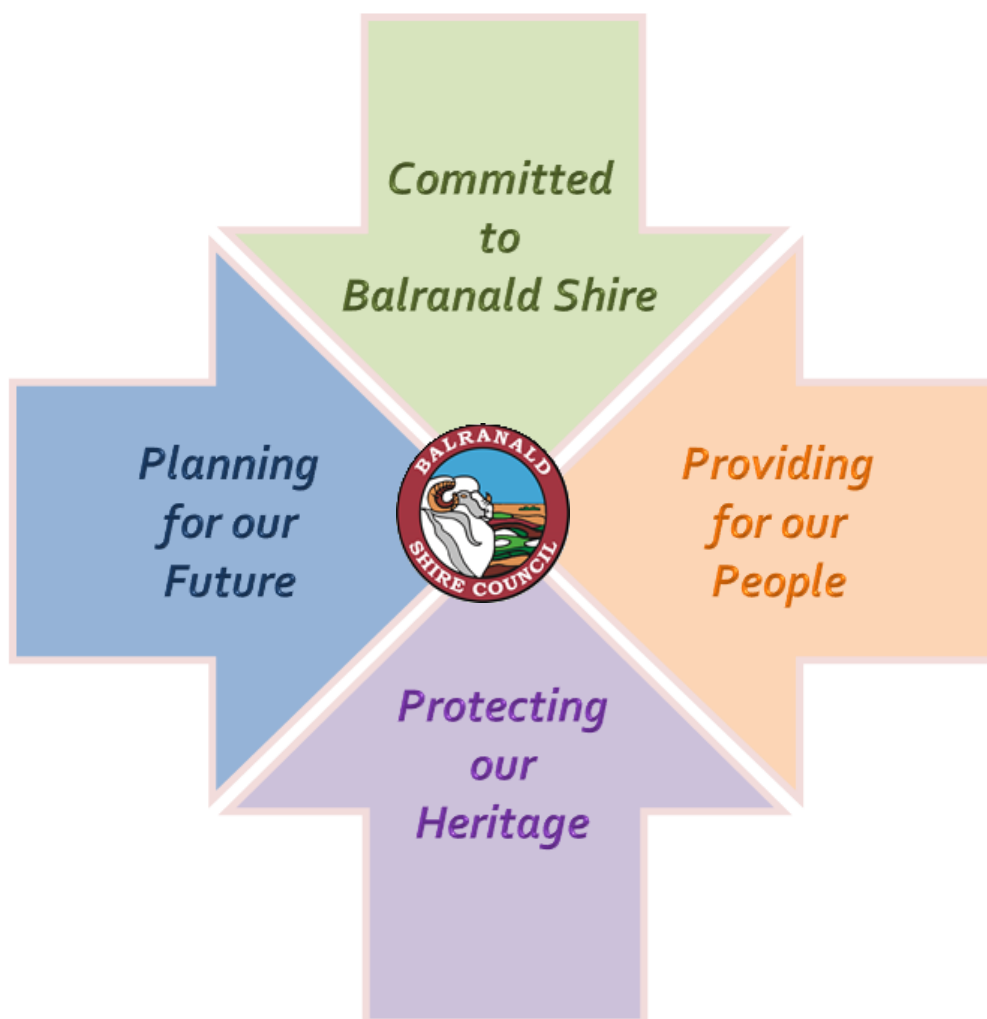 Committed
to
Balranald Shire
Planning
for our
Future
BALRANALD
SHIRE COUNCIL
Providing
for our
People
Protecting
our
Heritage